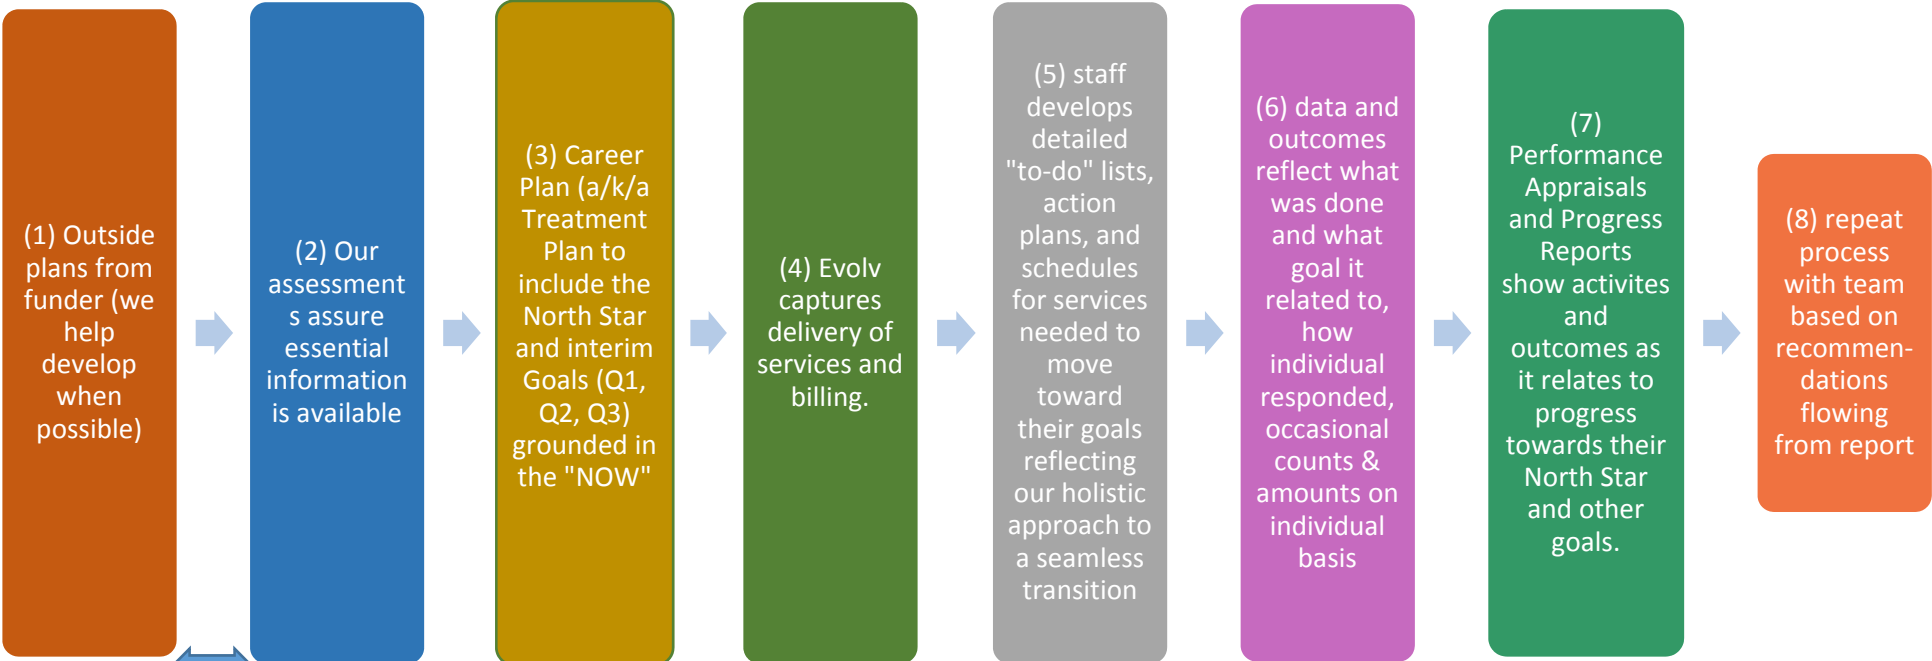 (1) Outside
plans from
funder (we
help
develop
when
possible)
(2) Our
assessment
s assure
essential
information
is available
(3) Career
Plan (a/k/a
Treatment
Plan to
include the
North Star
and interim
Goals (Q1,
Q2, Q3)
grounded in
the "NOW"
(4) Evolv
captures
delivery of
services and
billing.
(5) staff
develops
detailed
"to-do" lists,
action
plans, and
schedules
for services
needed to
move
toward
their goals
reflecting
our holistic
approach to
a seamless
transition
(6) data and
outcomes
reflect what
was done
and what
goal it
related to,
how
individual
responded,
occasional
counts &
amounts on
individual
basis
(7)
Performance
Appraisals
and Progress
Reports
show activites
and
outcomes as
it relates to
progress
towards their
North Star
and other
goals.
(8) repeat
process
with team
based on
recommen-
dations
flowing
from report